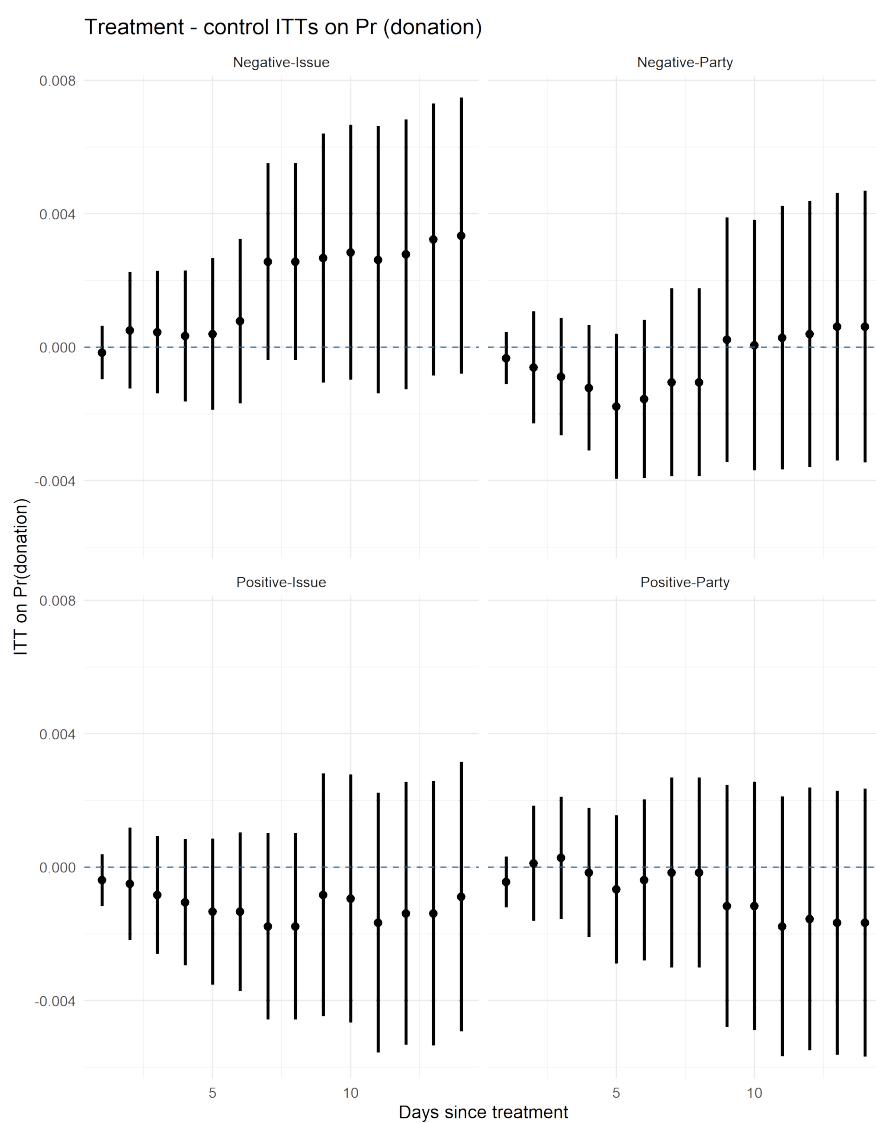 Treatment - control ITTs on Pr (donation)
Negative-Issue
Negative-Party
0.008
0.004
0.000
-0.004
Positive-Issue
Positive-Party
0.008
0.004
0.000
-0.004
ITT on Pr(donation)
5
10
5
10
Days since treatment